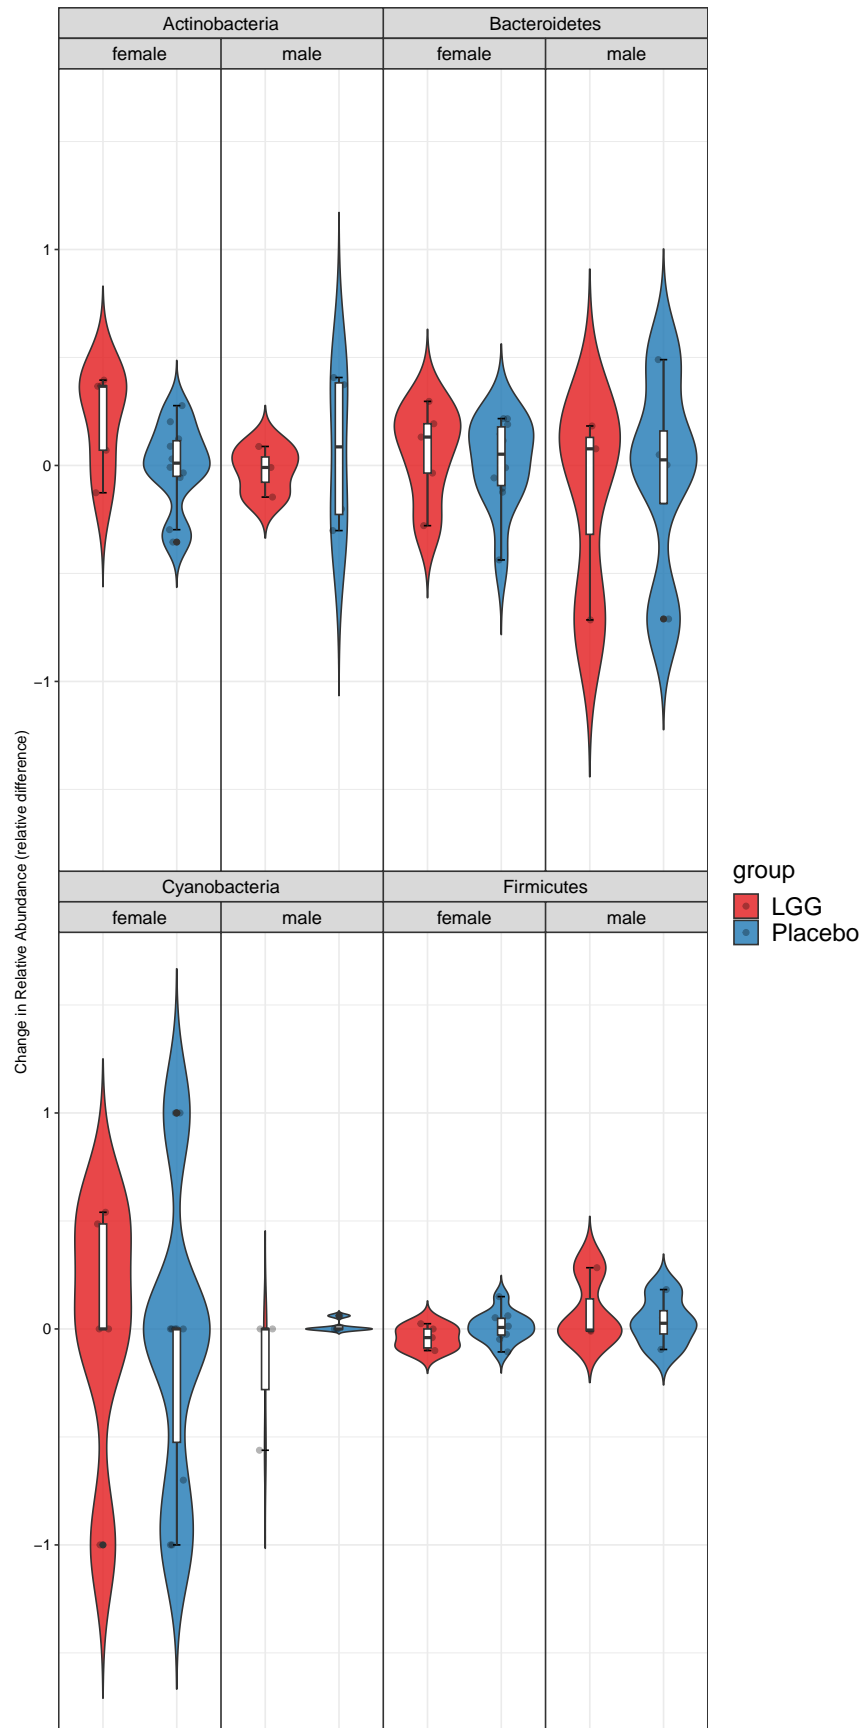 Actinobacteria Bacteroidetes
female male female male
1
0
−1
Change in Relative Abundance (relative difference)
Cyanobacteria Firmicutes
female male female male
1
0
−1
group
LGG
Placebo